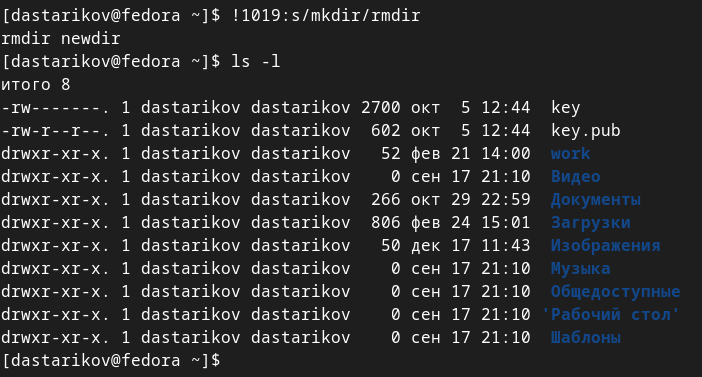 [dastarikov@fedora ~]$ !1019:s/mkdir/rmdir
rmdir newdir
[dastarikov@fedora ~]$ ls -l
итого 8
-rw-------. 1 dastarikov dastarikov 2700 окт  5 12:44  key
-rw-r--r--. 1 dastarikov dastarikov  602 окт  5 12:44  key.pub
drwxr-xr-x. 1 dastarikov dastarikov   52 фев 21 14:00  work
drwxr-xr-x. 1 dastarikov dastarikov    0 сен 17 21:10  Видео
drwxr-xr-x. 1 dastarikov dastarikov  266 окт 29 22:59  Документы
drwxr-xr-x. 1 dastarikov dastarikov  806 фев 24 15:01  Загрузки
drwxr-xr-x. 1 dastarikov dastarikov   50 дек 17 11:43  Изображения
drwxr-xr-x. 1 dastarikov dastarikov    0 сен 17 21:10  Музыка
drwxr-xr-x. 1 dastarikov dastarikov    0 сен 17 21:10  Общедоступные
drwxr-xr-x. 1 dastarikov dastarikov    0 сен 17 21:10 'Рабочий стол'
drwxr-xr-x. 1 dastarikov dastarikov    0 сен 17 21:10  Шаблоны
[dastarikov@fedora ~]$